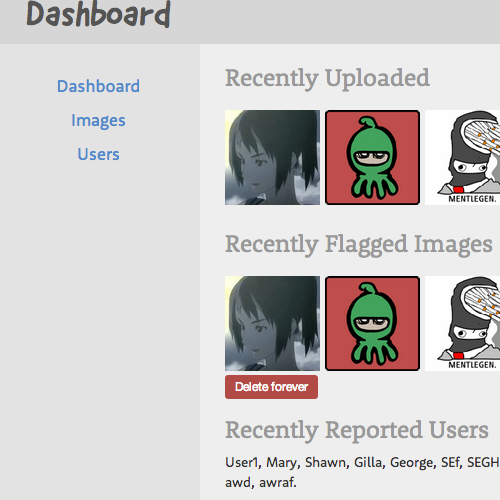 Dashboard
Dashboard
Images
Users
Recently Uploaded
MENTLEGEN.
Recently Flagged Images
MENTLEGEN.
Delete forever
Recently Reported Users
User1, Mary, Shawn, Gilla, George, SEf, SEGH
awd, awraf.